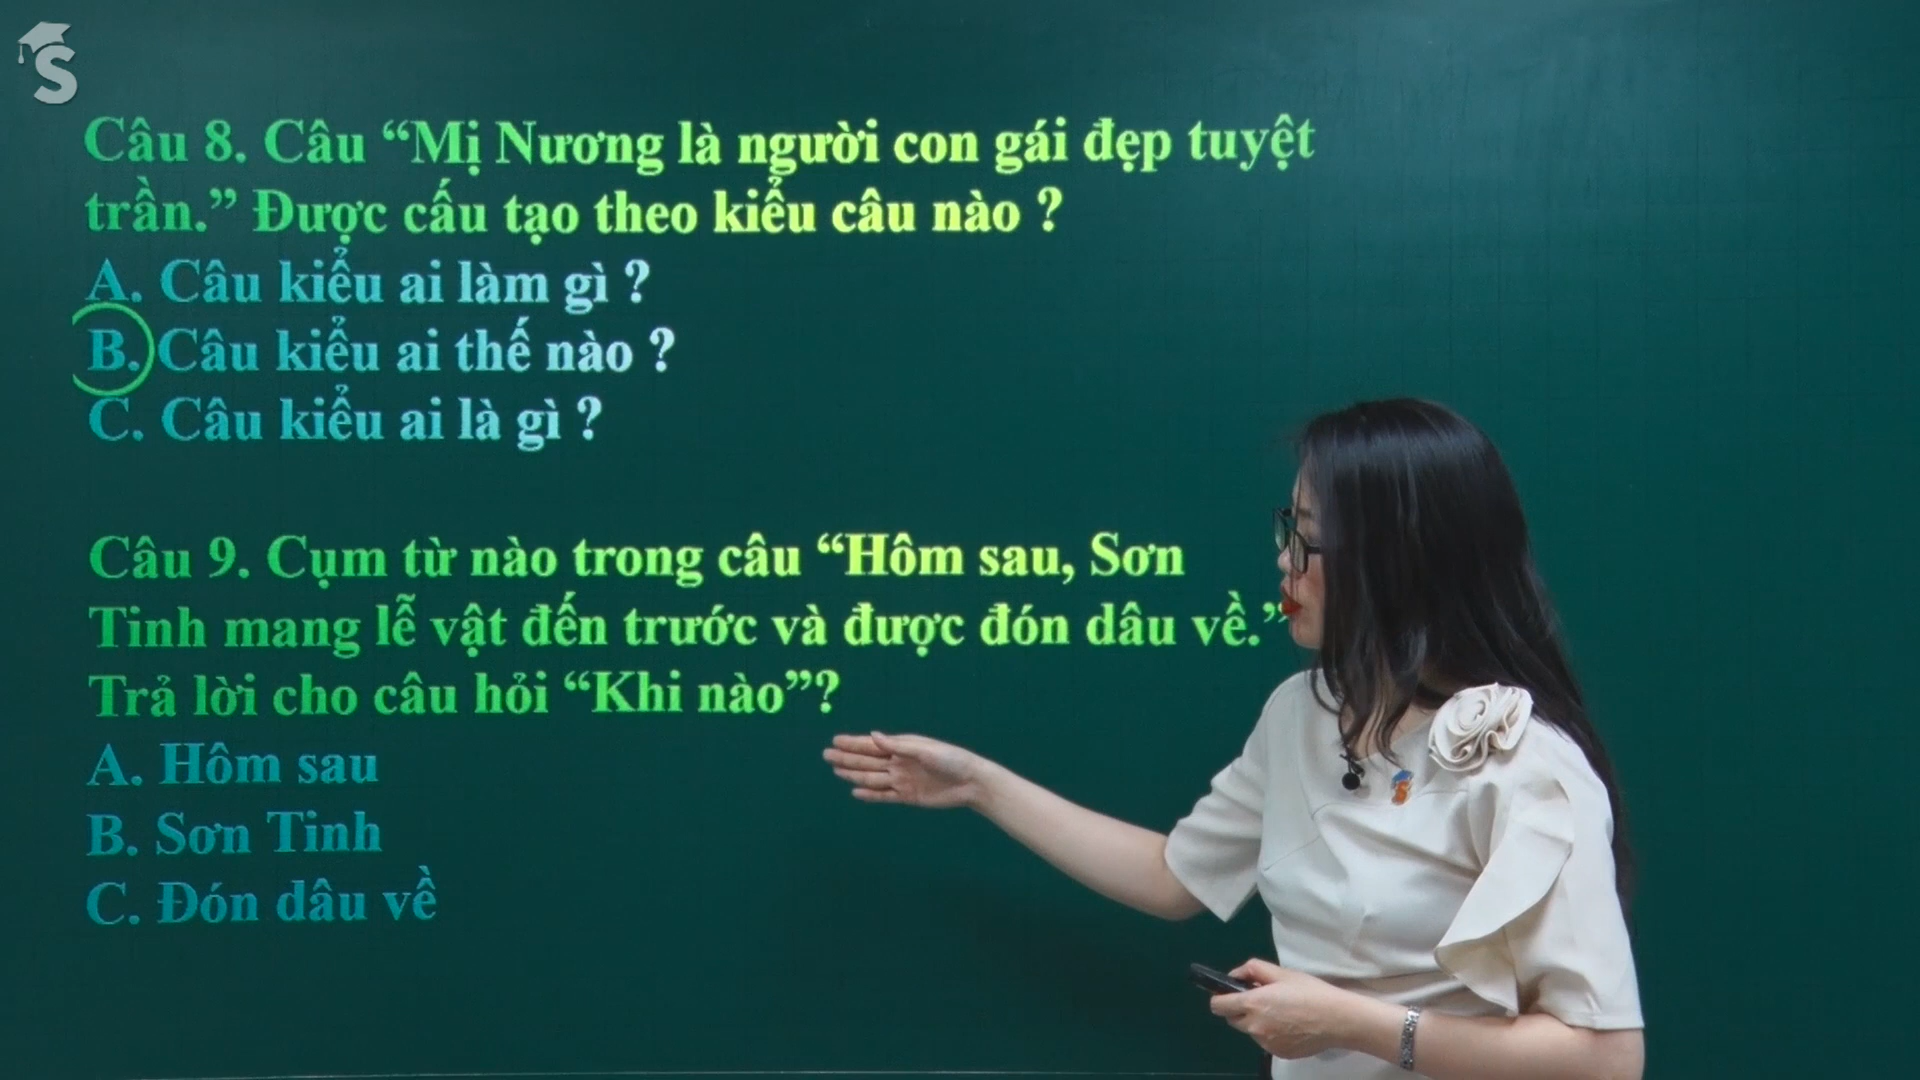 S
Câu 8. Câu “Mị Nương là người con gái đẹp tuyệt
trần.” Được cấu tạo theo kiểu câu nào ?
A. Câu kiểu ai làm gì ?
B. Câu kiểu ai thế nào ?
C. Câu kiểu ai là gì ?
Câu 9. Cụm từ nào trong câu “Hôm sau, Sơn
Tinh mang lễ vật đến trước và được đón dâu về.”
Trả lời cho câu hỏi “Khi nào”?
A. Hôm sau
B. Sơn Tinh
C. Đón dâu về